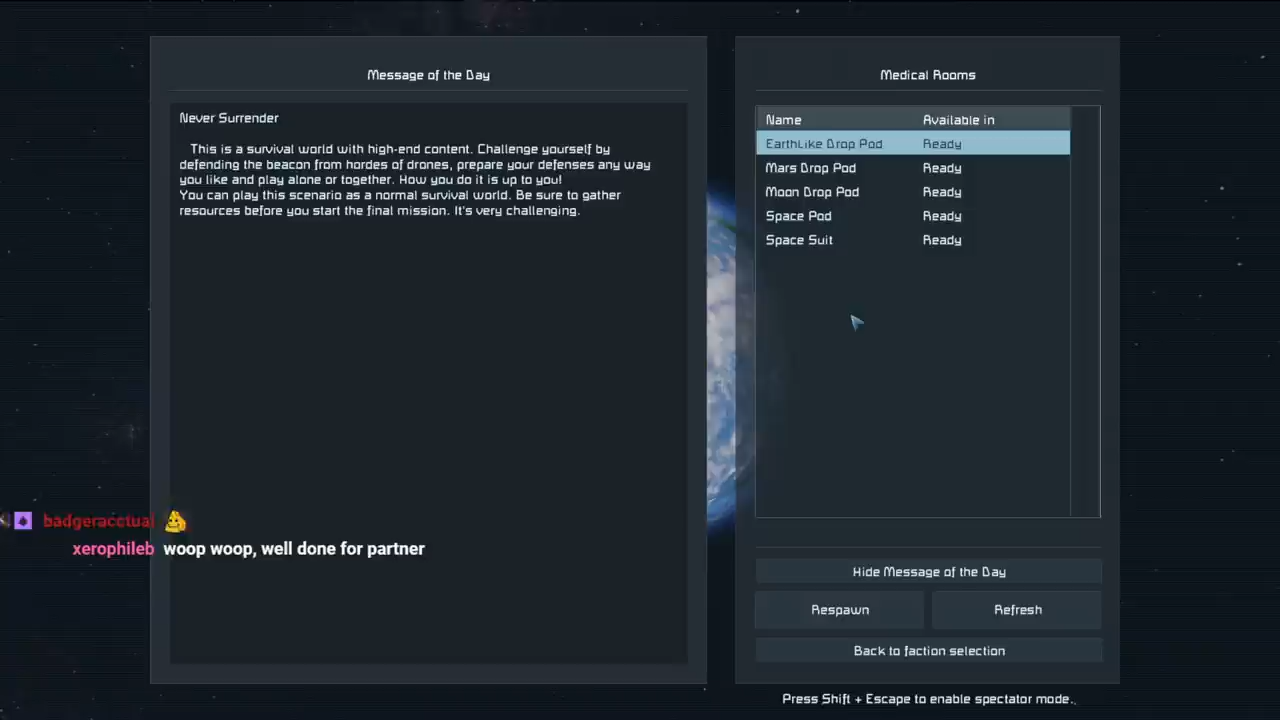 Message of the Day
Never Surrender
This is a survival world with high-end content. Challenge yourself by
defending the beacon from hordes of drones, prepare your defenses any way
you like and play alone or together. How you do it is up to you!
You can play this scenario as a normal survival world. Be sure to gather
resources before you start the final mission. It's very challenging.
badgeracctual
xerophileb woop woop, well done for partner
Medical Rooms
Name Available in
EarthLike Drop Pod Ready
Mars Drop Pod Ready
Moon Drop Pod Ready
Space Pod Ready
Space Suit Ready
Hide Message of the Day
Respawn Refresh
Back to faction selection
Press Shift + Escape to enable spectator mode.